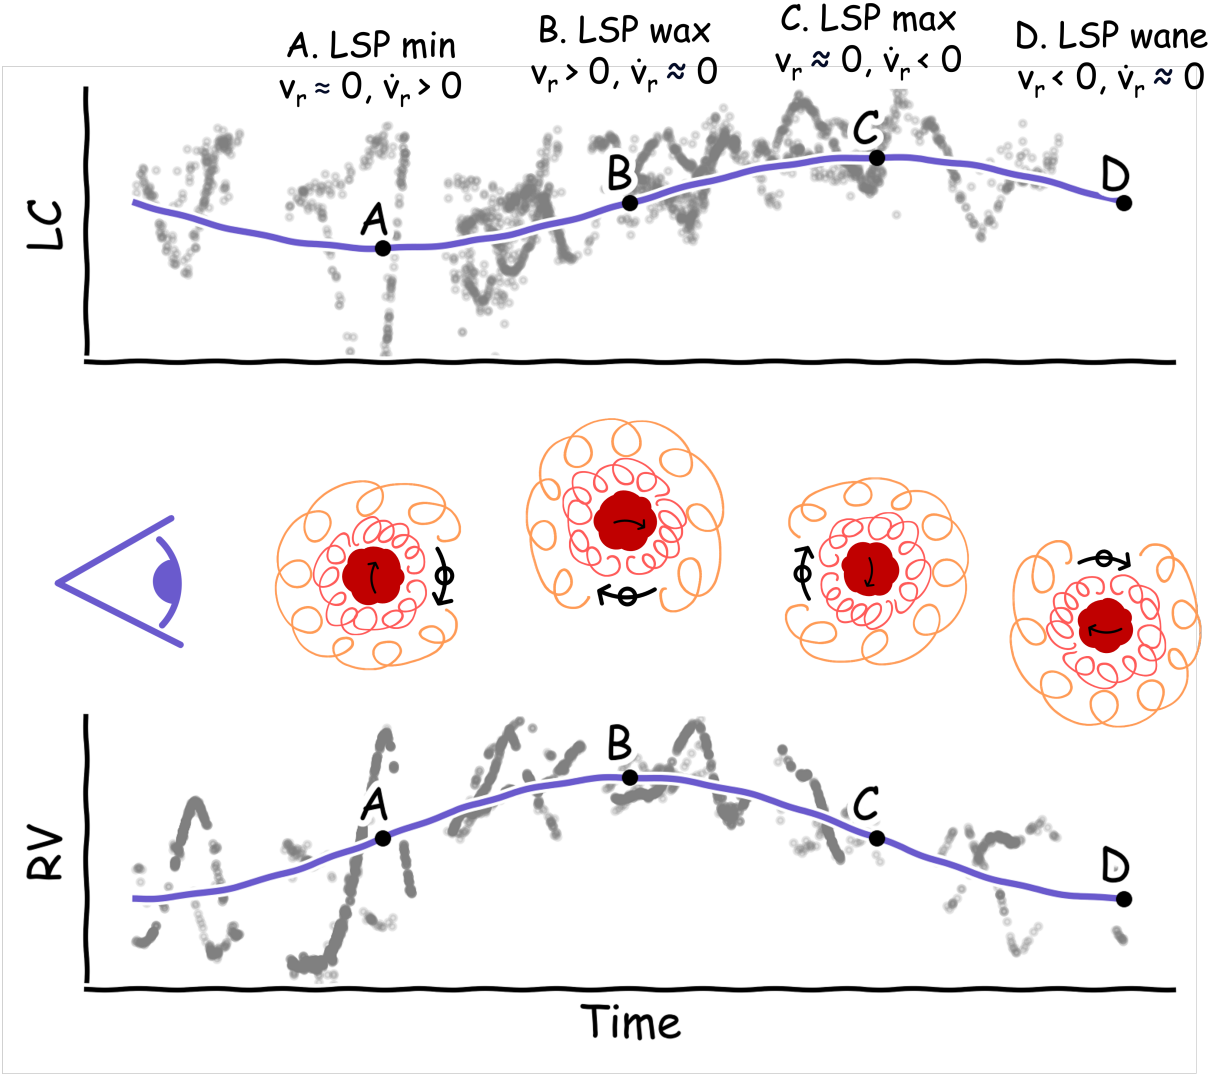 A. LSP min
vᵣ ≈ 0, v̇ᵣ > 0
B. LSP wax
vᵣ > 0, v̇ᵣ ≈ 0
C. LSP max
vᵣ ≈ 0, v̇ᵣ < 0
D. LSP wane
vᵣ < 0, v̇ᵣ ≈ 0
LC
A
B
C
D
RV
A
B
C
D
Time